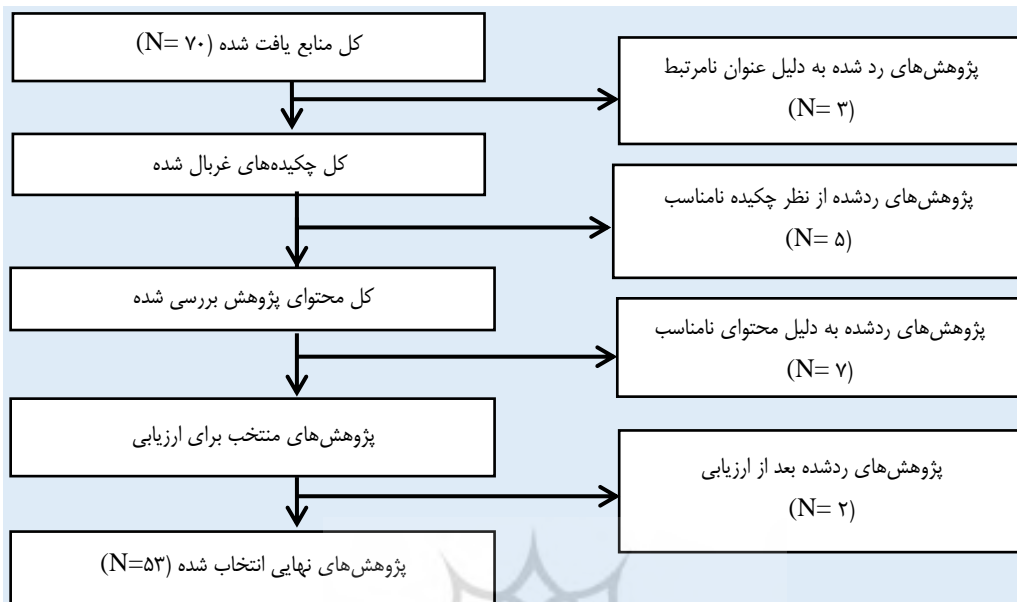 کل منابع یافت شده (N= ۷۰)
پژوهش‌های رد شده به دلیل عنوان نامرتبط
(N= ۳)
کل چکیده‌های غربال شده
پژوهش‌های ردشده از نظر چکیده نامناسب
(N= ۵)
کل محتوای پژوهش بررسی شده
پژوهش‌های ردشده به دلیل محتوای نامناسب
(N= ۷)
پژوهش‌های منتخب برای ارزیابی
پژوهش‌های ردشده بعد از ارزیابی
(N= ۲)
پژوهش‌های نهایی انتخاب شده (N=۵۳)